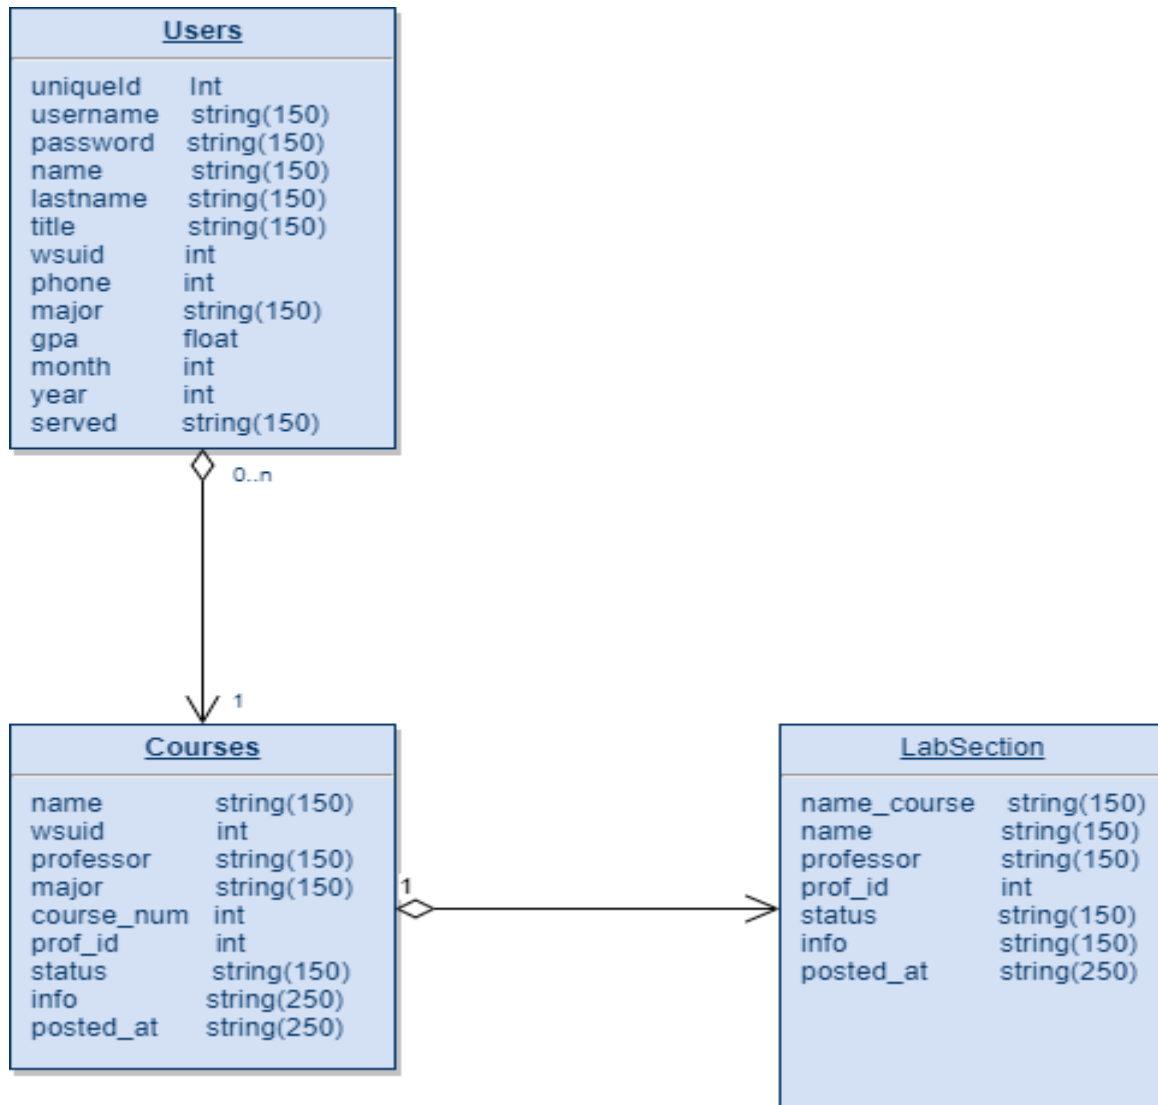 Users
uniqueId Int
username string(150)
password string(150)
name string(150)
lastname string(150)
title string(150)
wsuid int
phone int
major string(150)
gpa float
month int
year int
served string(150)
0..n
1
Courses
name string(150)
wsuid int
professor string(150)
major string(150)
course_num int
prof_id int
status string(150)
info string(250)
posted_at string(250)
1
LabSection
name_course string(150)
name string(150)
professor string(150)
prof_id int
status string(150)
info string(150)
posted_at string(250)